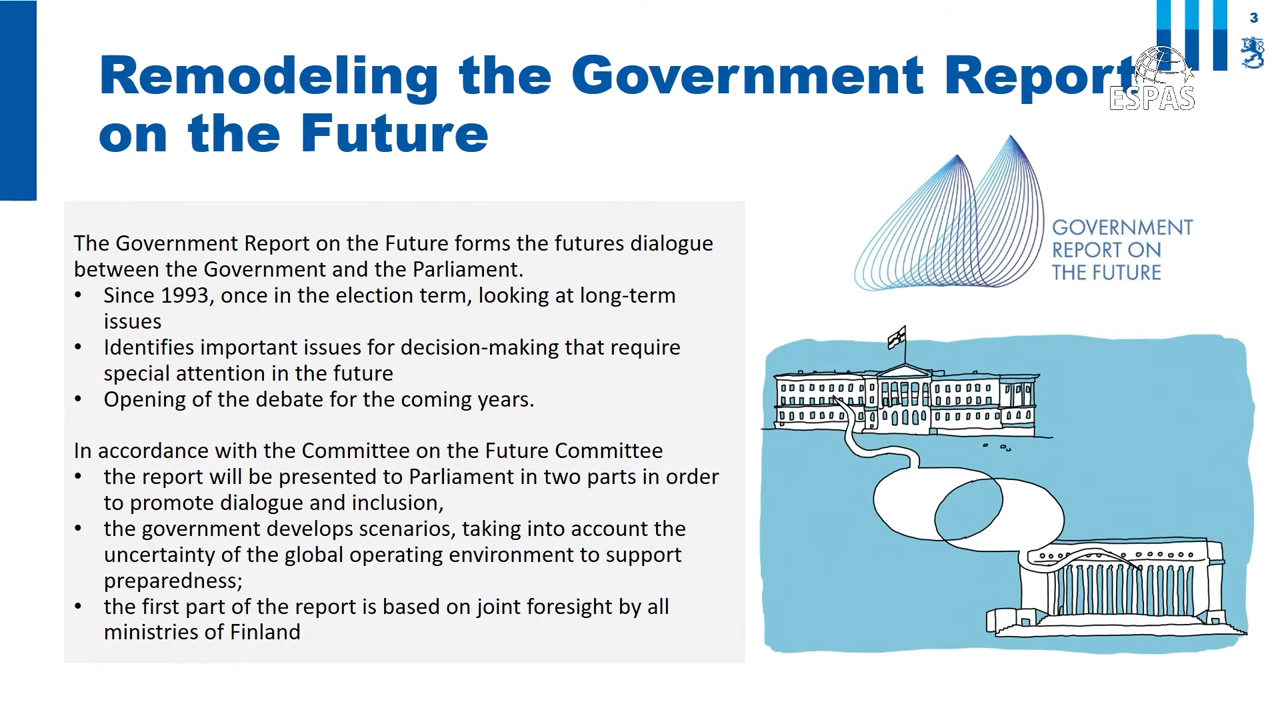 3
Remodeling the Government Report
on the Future
ESPAS
GOVERNMENT
REPORT ON
THE FUTURE
The Government Report on the Future forms the futures dialogue
between the Government and the Parliament.
• Since 1993, once in the election term, looking at long-term
issues
• Identifies important issues for decision-making that require
special attention in the future
• Opening of the debate for the coming years.
In accordance with the Committee on the Future Committee
• the report will be presented to Parliament in two parts in order
to promote dialogue and inclusion,
• the government develops scenarios, taking into account the
uncertainty of the global operating environment to support
preparedness;
• the first part of the report is based on joint foresight by all
ministries of Finland